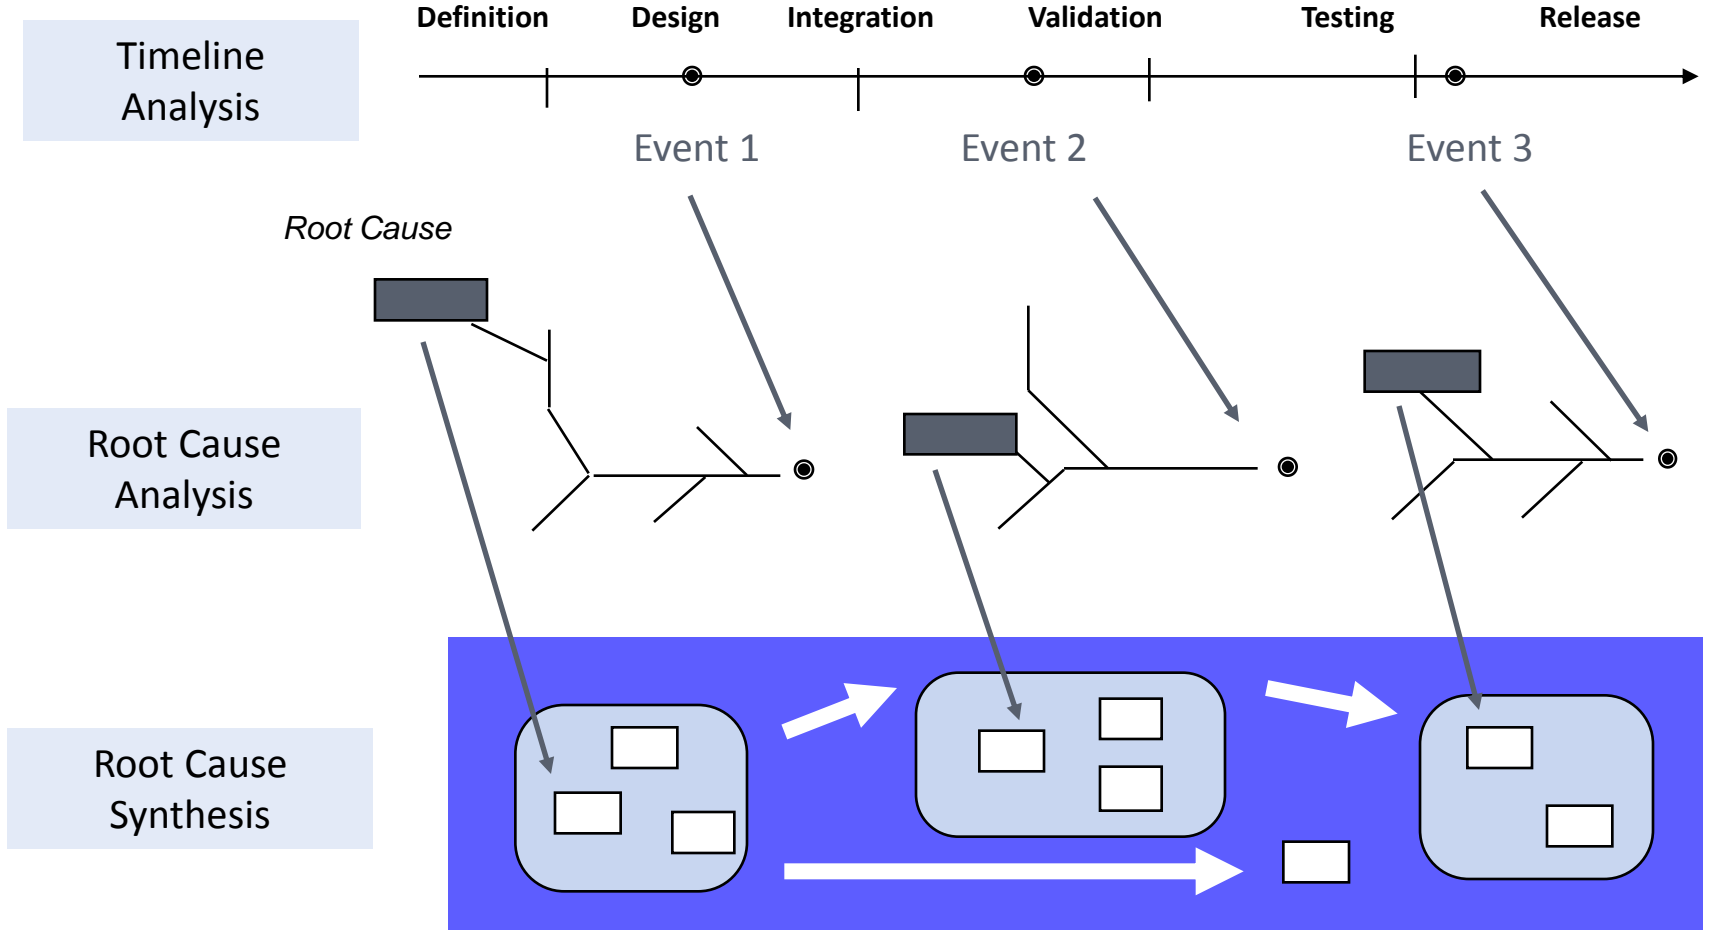 Definition Design Integration Validation Testing Release
Timeline
Analysis
Event 1 Event 2 Event 3
Root Cause
Root Cause
Analysis
Root Cause
Synthesis